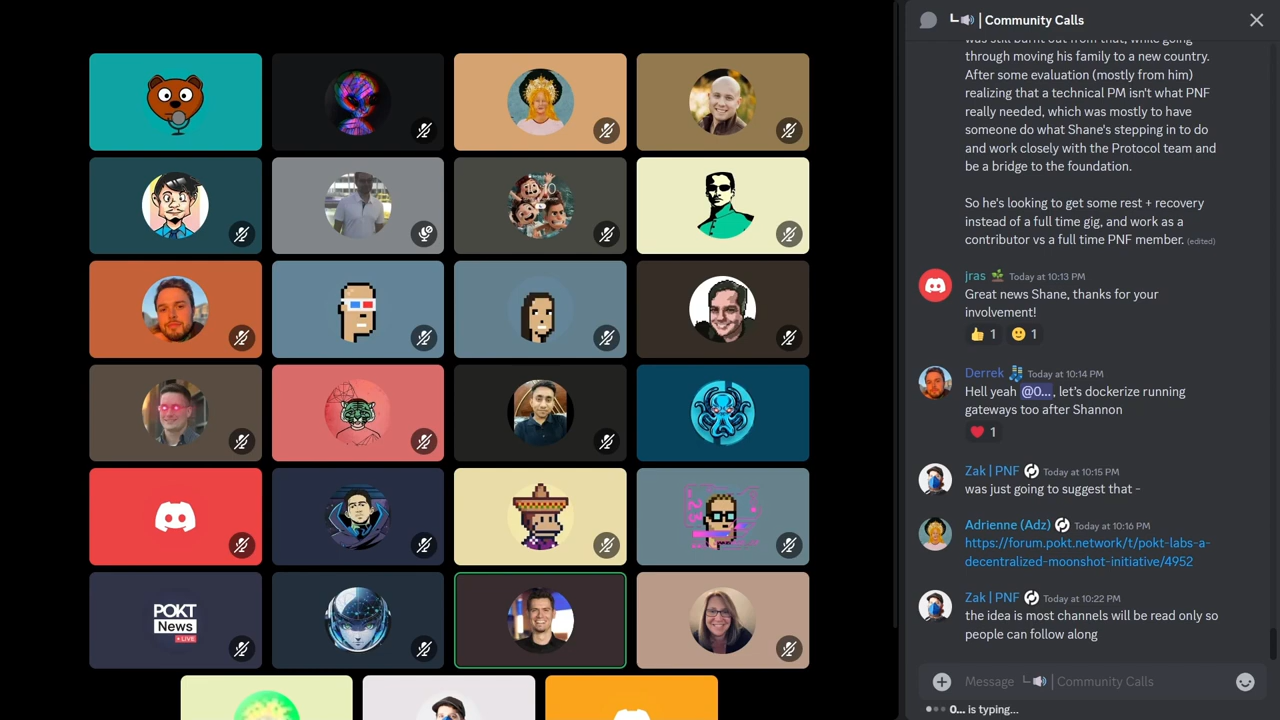 Community Calls
was still burnt out from that, while going
through moving his family to a new country.
After some evaluation (mostly from him)
realizing that a technical PM isn't what PNF
really needed, which was mostly to have
someone do what Shane's stepping in to do
and work closely with the Protocol team and
be a bridge to the foundation.
So he's looking to get some rest + recovery
instead of a full time gig, and work as a
contributor vs a full time PNF member. (edited)
Jras Today at 10:13 PM
Great news Shane, thanks for your
involvement!
1 1
Derrek Today at 10:14 PM
Hell yeah @0..., let's dockerize running
gateways too after Shannon
1
Zak | PNF Today at 10:15 PM
was just going to suggest that -
Adrienne (Adz) Today at 10:16 PM
https://forum.pokt.network/t/pokt-labs-a-
decentralized-moonshot-initiative/4952
Zak | PNF Today at 10:22 PM
the idea is most channels will be read only so
people can follow along
Message Community Calls
0... is typing...
POKT
News
LIVE